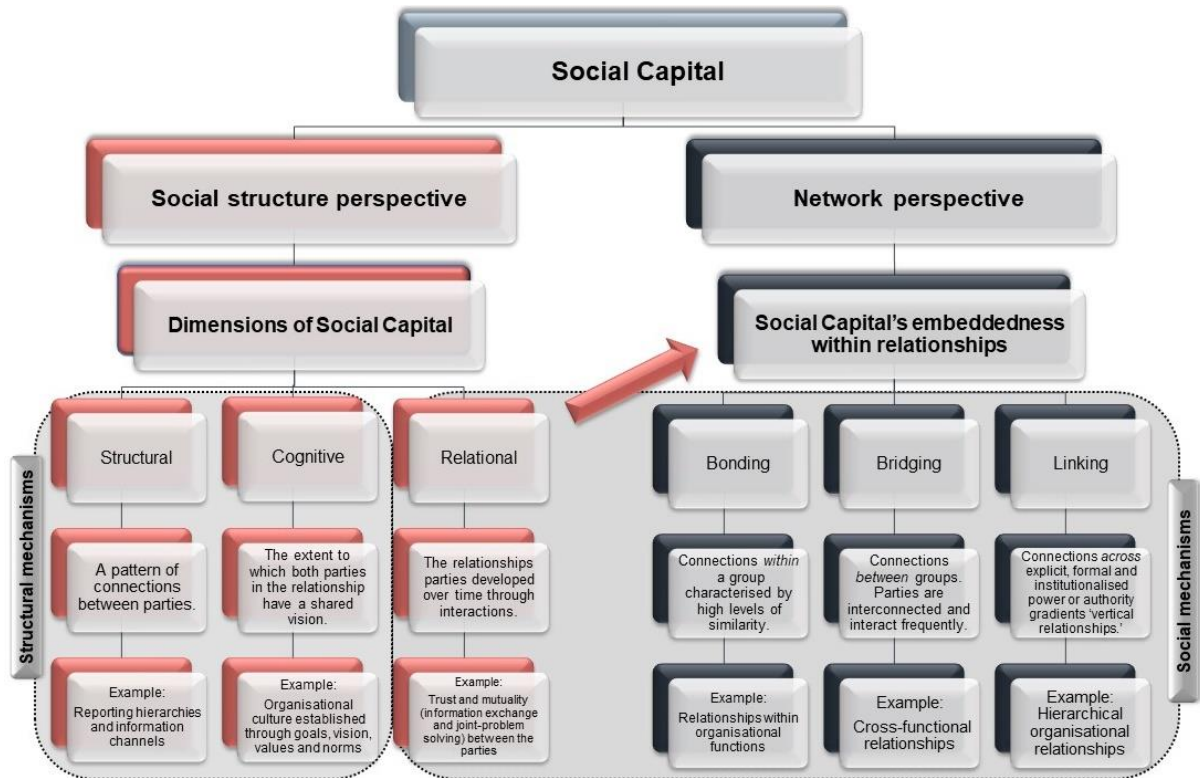 Social Capital
Social structure perspective
Network perspective
Dimensions of Social Capital
Social Capital's embeddedness
within relationships
Structural mechanisms
Structural
Cognitive
Relational
Bonding
Bridging
Linking
Social mechanisms
A pattern of
connections
between parties.
The extent to
which both parties
in the relationship
have a shared
vision.
The relationships
parties developed
over time through
interactions.
Connections within
a group
characterised by
high levels of
similarity.
Connections
between groups.
Parties are
interconnected and
interact frequently.
Connections across
explicit, formal and
institutionalised
power or authority
gradients ‘vertical
relationships.’
Example:
Reporting hierarchies
and information
channels
Example:
Organisational
culture established
through goals, vision,
values and norms
Example:
Trust and mutuality
(information exchange
and joint-problem
solving) between the
parties
Example:
Relationships within
organisational
functions
Example:
Cross-functional
relationships
Example:
Hierarchical
organisational
relationships